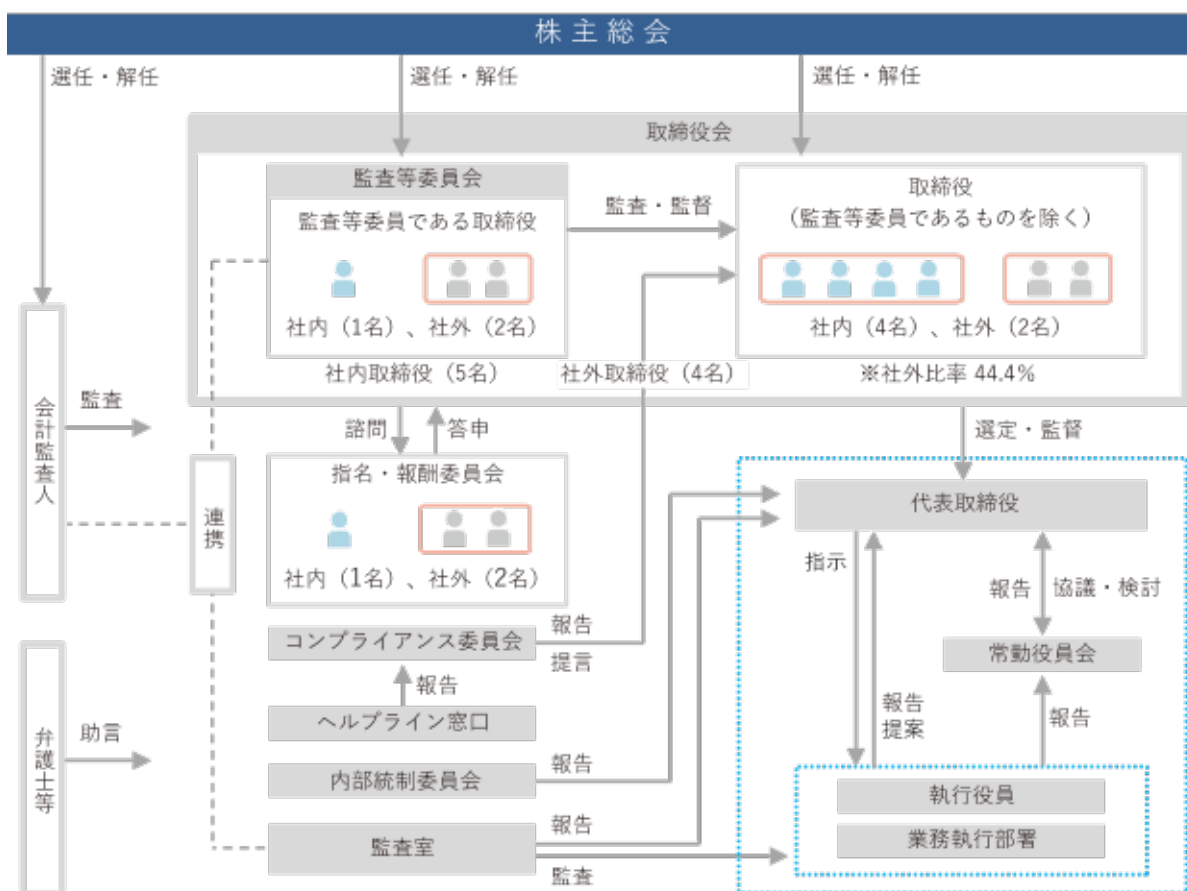 株主総会
選任・解任
選任・解任
選任・解任
取締役会
監査等委員会
監査等委員である取締役
社内（1名）、社外（2名）
監査・監督
取締役
（監査等委員であるものを除く）
社内（4名）、社外（2名）
社内取締役（5名）
社外取締役（4名）
※社外比率 44.4%
会計監査人
監査
諮問
答申
選定・監督
指名・報酬委員会
社内（1名）、社外（2名）
連携
代表取締役
指示
報告
協議・検討
コンプライアンス委員会
報告
提言
常勤役員会
報告
ヘルプライン窓口
報告
提案
報告
弁護士等
助言
内部統制委員会
報告
執行役員
業務執行部署
監査室
報告
監査